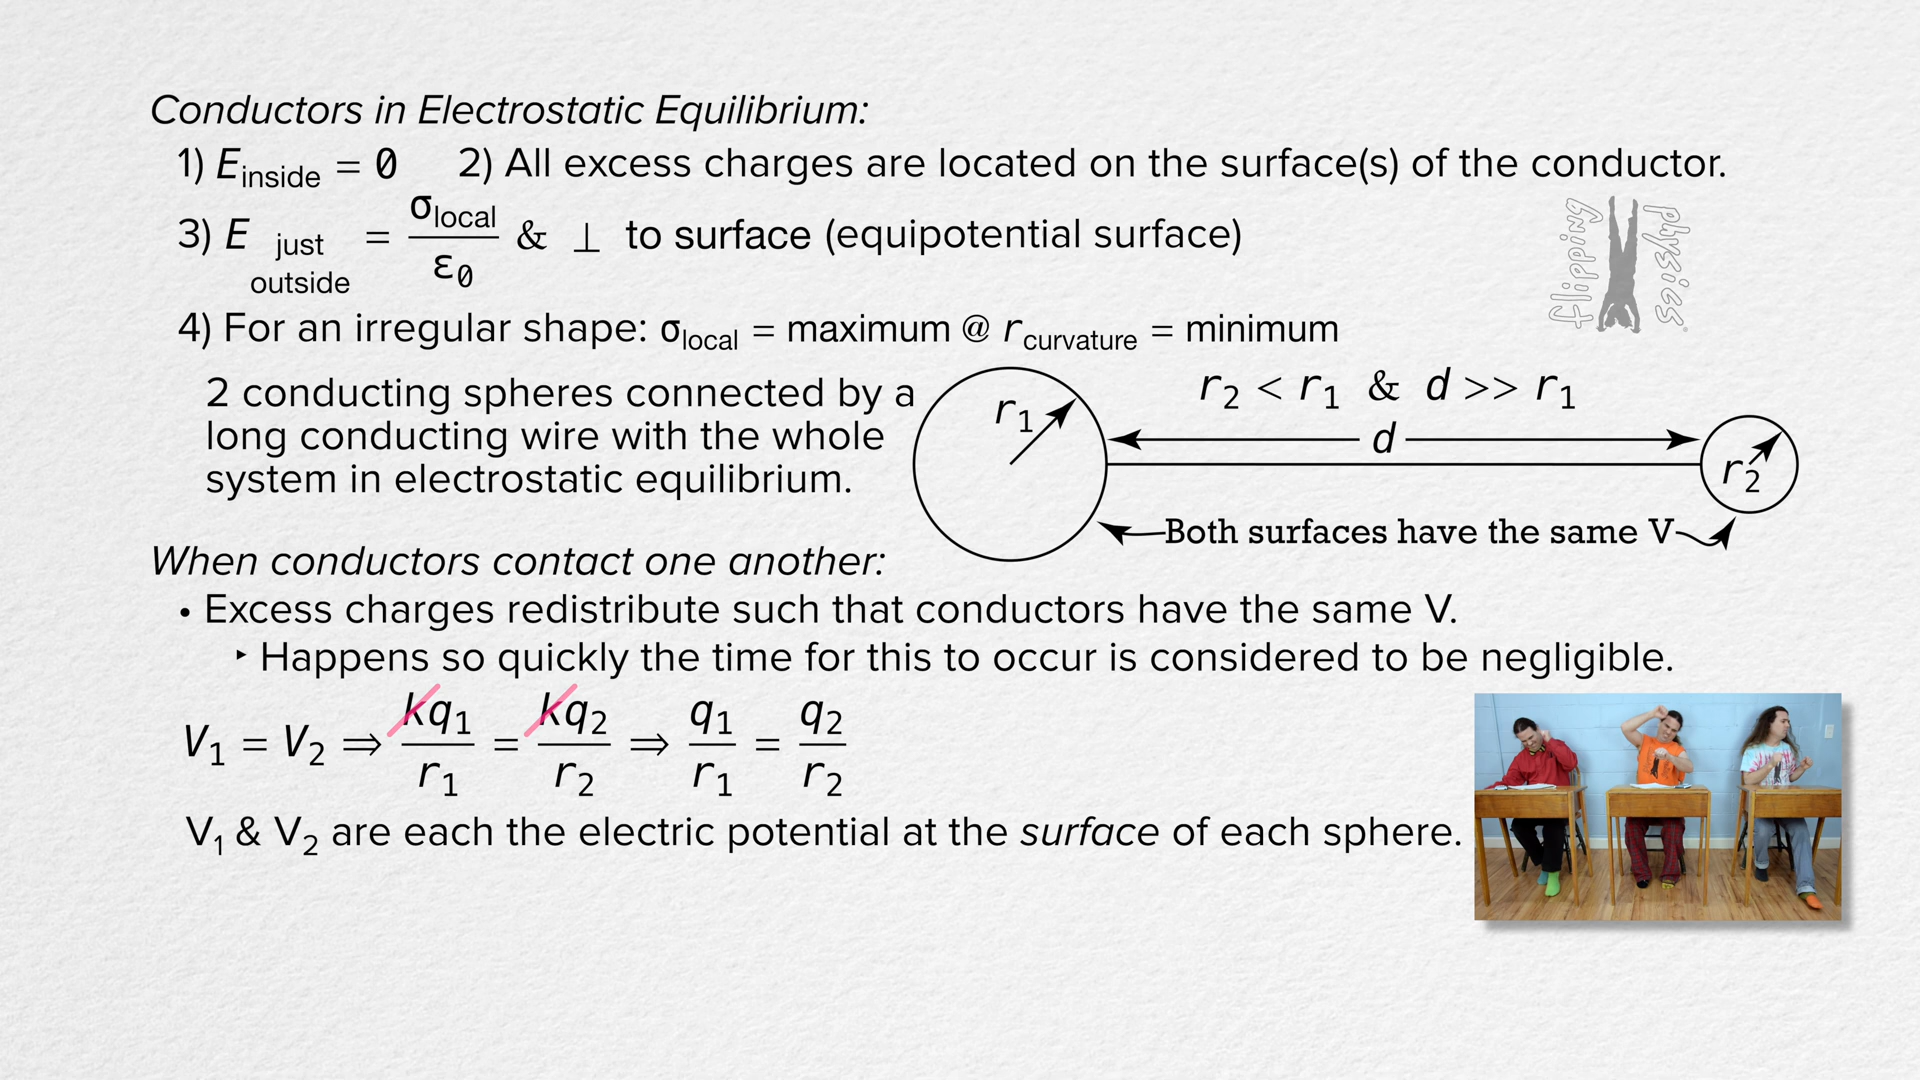 Conductors in Electrostatic Equilibrium:
1) E_inside = 0 2) All excess charges are located on the surface(s) of the conductor.
3) E_just outside = σ_local / ε_0 & ⊥ to surface (equipotential surface)
flipping physics
4) For an irregular shape: σ_local = maximum @ r_curvature = minimum
2 conducting spheres connected by a
long conducting wire with the whole
system in electrostatic equilibrium.
r_1
r_2 < r_1 & d >> r_1
d
r_2
Both surfaces have the same V
When conductors contact one another:
• Excess charges redistribute such that conductors have the same V.
‣ Happens so quickly the time for this to occur is considered to be negligible.
V_1 = V_2 ⇒ kq_1 / r_1 = kq_2 / r_2 ⇒ q_1 / r_1 = q_2 / r_2
V_1 & V_2 are each the electric potential at the surface of each sphere.